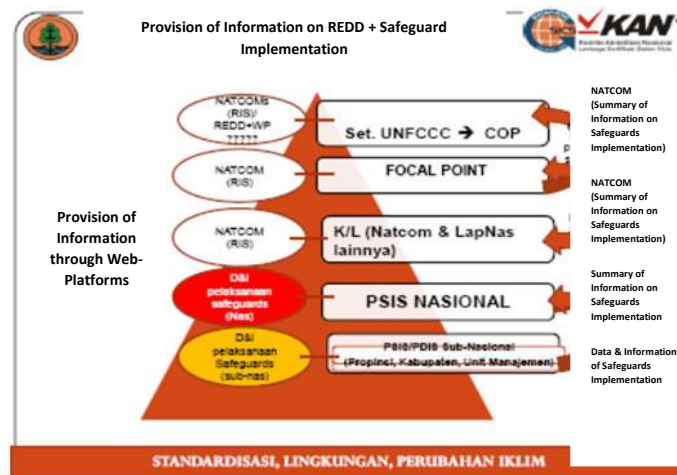 Provision of Information on REDD + Safeguard
Implementation
KAN
Komite Akreditasi Nasional
NATCOMs
(RIS)/
REDD+WP
?????
Set. UNFCCC → COP
NATCOM
(Summary of
Information on
Safeguards
Implementation)
NATCOM
(RIS)
FOCAL POINT
NATCOM
(Summary of
Information on
Safeguards
Implementation)
Provision of
Information
through Web-
Platforms
NATCOM
(RIS)
K/L (Natcom & LapNas
lainnya)
D&I
pelaksanaan
safeguards
(Nas)
PSIS NASIONAL
Summary of
Information on
Safeguards
Implementation
D&I
pelaksanaan
Safeguards
(sub-nas)
PSIS/PDIS Sub-Nasional
(Propinsi, Kabupaten, Unit Manajemen)
Data & Information
of Safeguards
Implementation
STANDARDISASI, LINGKUNGAN, PERUBAHAN IKLIM